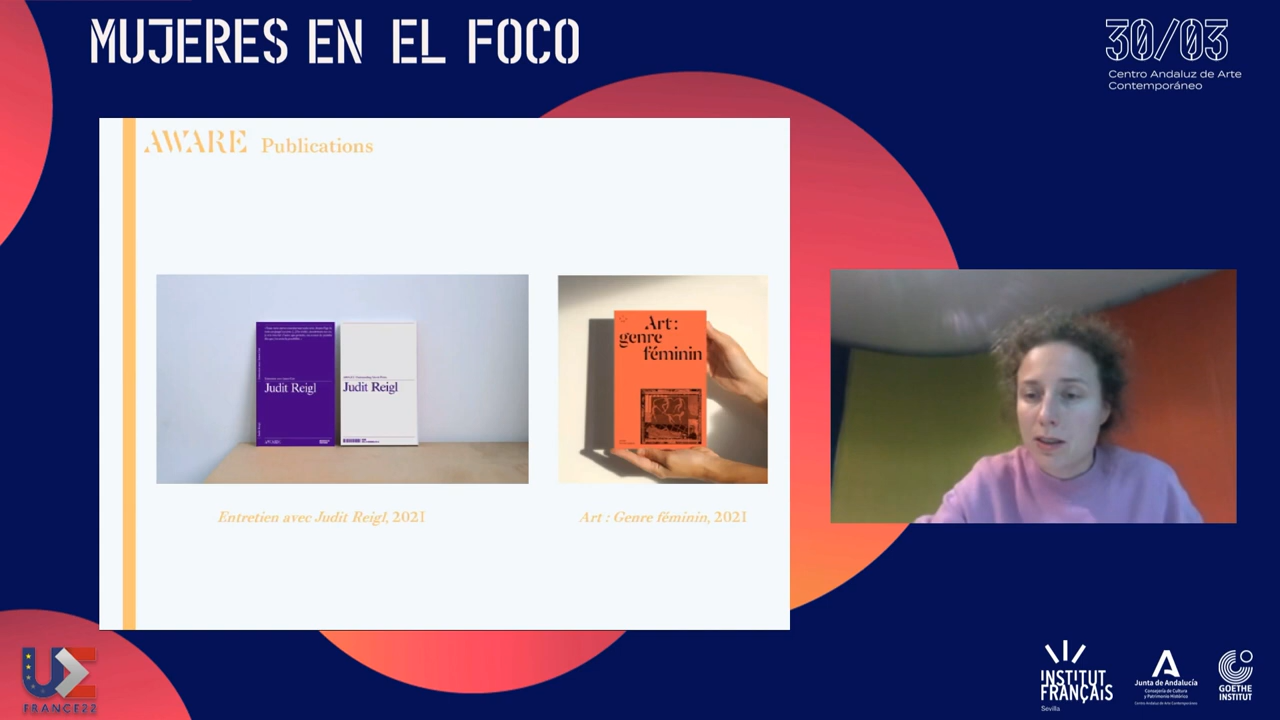 MUJERES EN EL FOCO
30/03
Centro Andaluz de Arte
Contemporáneo
AWARE Publications
Judit Reigl
Judit Reigl
AWARE
Art :
genre
féminin
Entretien avec Judit Reigl, 2021
Art : Genre féminin, 2021
UE
FRANCE22
INSTITUT
FRANÇAIS
Sevilla
Junta de Andalucía
Consejería de Cultura
y Patrimonio Histórico
Centro Andaluz de Arte Contemporáneo
GOETHE
INSTITUT